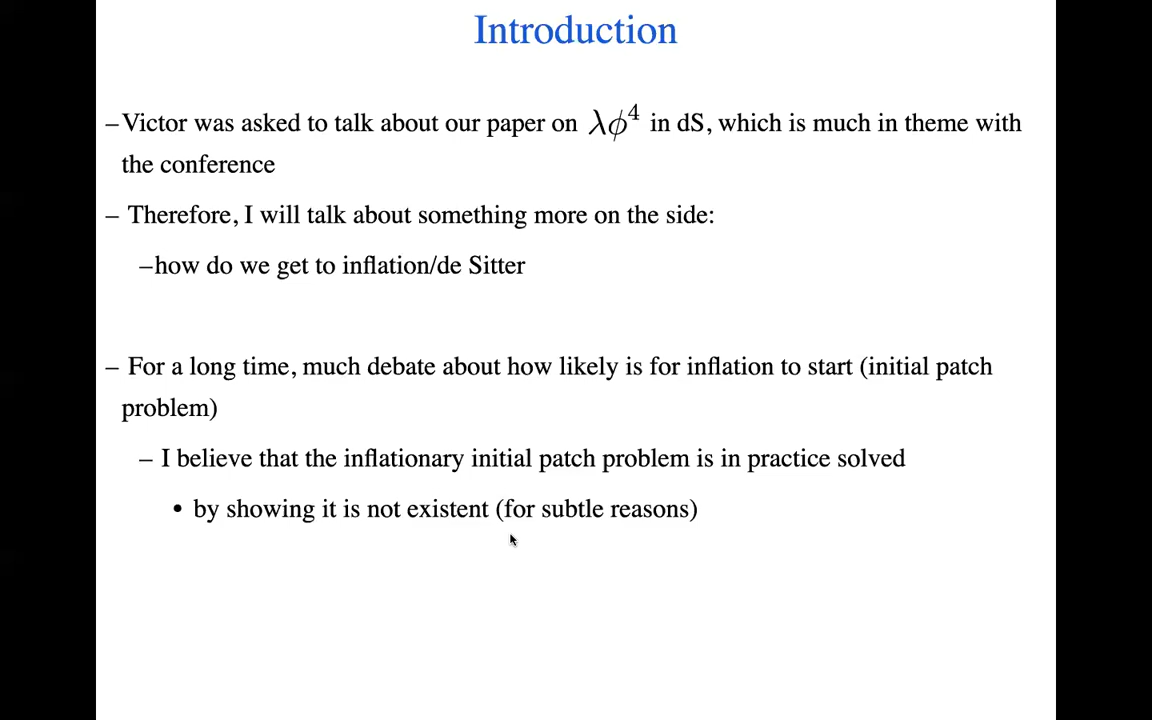 Introduction
– Victor was asked to talk about our paper on λϕ⁴ in dS, which is much in theme with
the conference
– Therefore, I will talk about something more on the side:
– how do we get to inflation/de Sitter
– For a long time, much debate about how likely is for inflation to start (initial patch
problem)
– I believe that the inflationary initial patch problem is in practice solved
• by showing it is not existent (for subtle reasons)